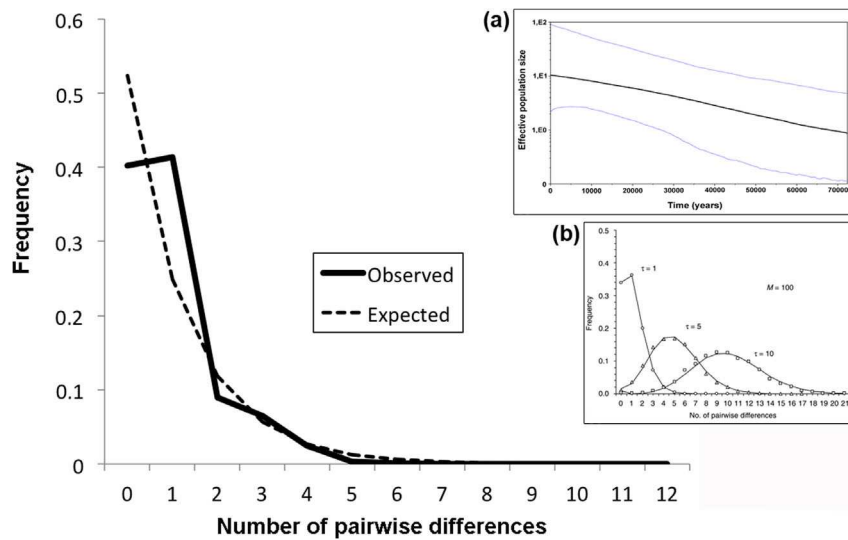 Frequency
0.6
0.5
0.4
0.3
0.2
0.1
0
0 1 2 3 4 5 6 7 8 9 10 11 12
Number of pairwise differences
Observed
Expected
(a)
Effective population size
1,E2
1,E1
1,E0
0
0 10000 20000 30000 40000 50000 60000 70000
Time (years)
(b)
Frequency
0.5
0.4
0.3
0.2
0.1
0.0
τ = 1
M = 100
τ = 5
τ = 10
0 1 2 3 4 5 6 7 8 9 10 11 12 13 14 15 16 17 18 19 20 21
No. of pairwise differences